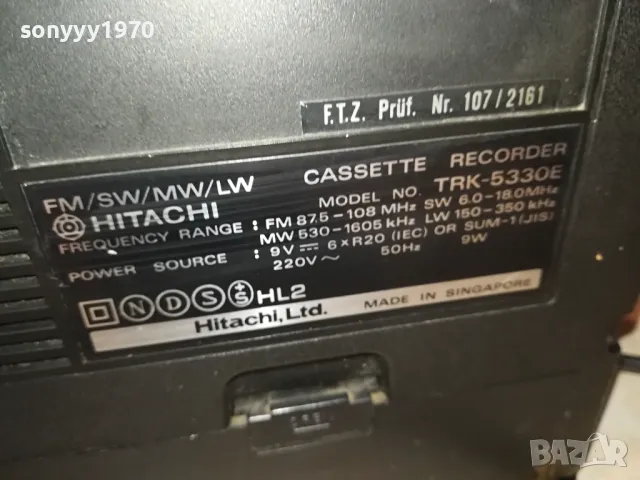 sonyyy1970
F.T.Z. Prüf. Nr. 107/2161
FM/SW/MW/LW CASSETTE RECORDER
HITACHI MODEL NO. TRK-5330E
FREQUENCY RANGE : FM 87.5-108 MHz SW 6.0-18.0MHz
MW 530-1605 kHz LW 150-350 kHz
POWER SOURCE : 9V 6×R20 (IEC) OR SUM-1 (JIS)
220V~ 50Hz 9W
N D S S HL2
Hitachi, Ltd. MADE IN SINGAPORE
BAZAR
bg